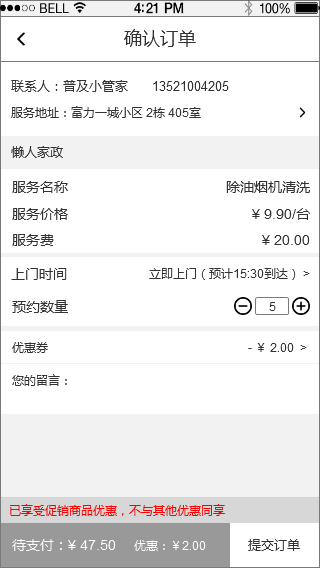 BELL 4:21 PM 100%
确认订单
联系人：普及小管家 13521004205
服务地址：富力一城小区 2栋 405室 >
懒人家政
服务名称 除油烟机清洗
服务价格 ¥ 9.90/台
服务费 ¥ 20.00
上门时间 立即上门（预计15:30到达）>
预约数量 5
优惠券 - ¥ 2.00 >
您的留言：
已享受促销商品优惠，不与其他优惠同享
待支付：¥ 47.50 优惠：¥2.00 提交订单